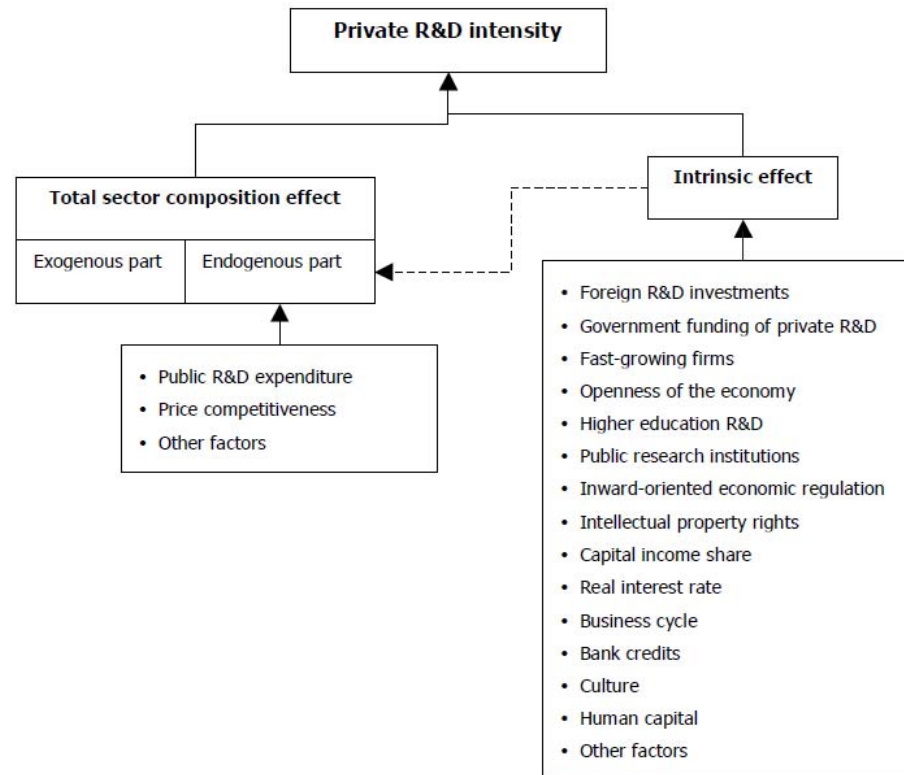 Private R&D intensity
Total sector composition effect
Exogenous part
Endogenous part
• Public R&D expenditure
• Price competitiveness
• Other factors
Intrinsic effect
• Foreign R&D investments
• Government funding of private R&D
• Fast-growing firms
• Openness of the economy
• Higher education R&D
• Public research institutions
• Inward-oriented economic regulation
• Intellectual property rights
• Capital income share
• Real interest rate
• Business cycle
• Bank credits
• Culture
• Human capital
• Other factors